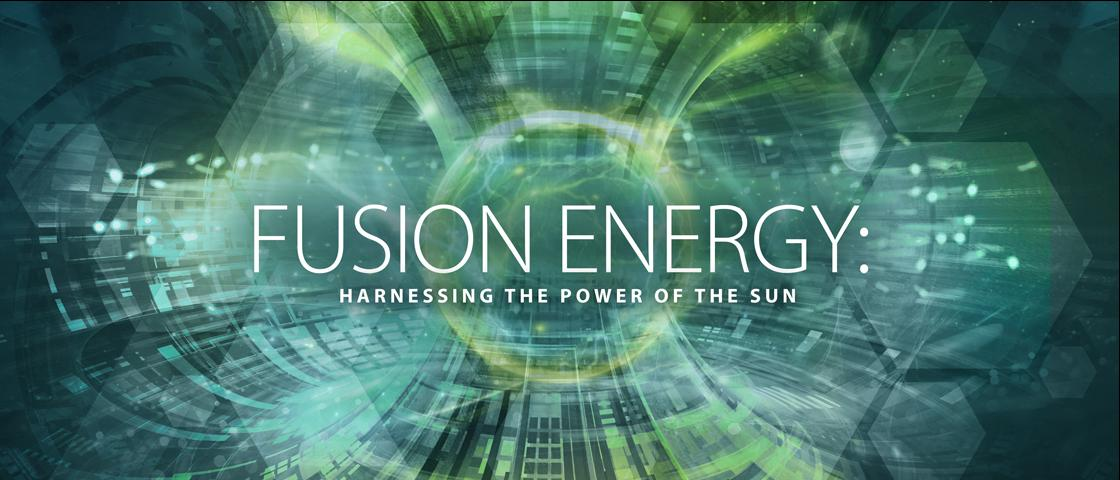 FUSION ENERGY:
HARNESSING THE POWER OF THE SUN